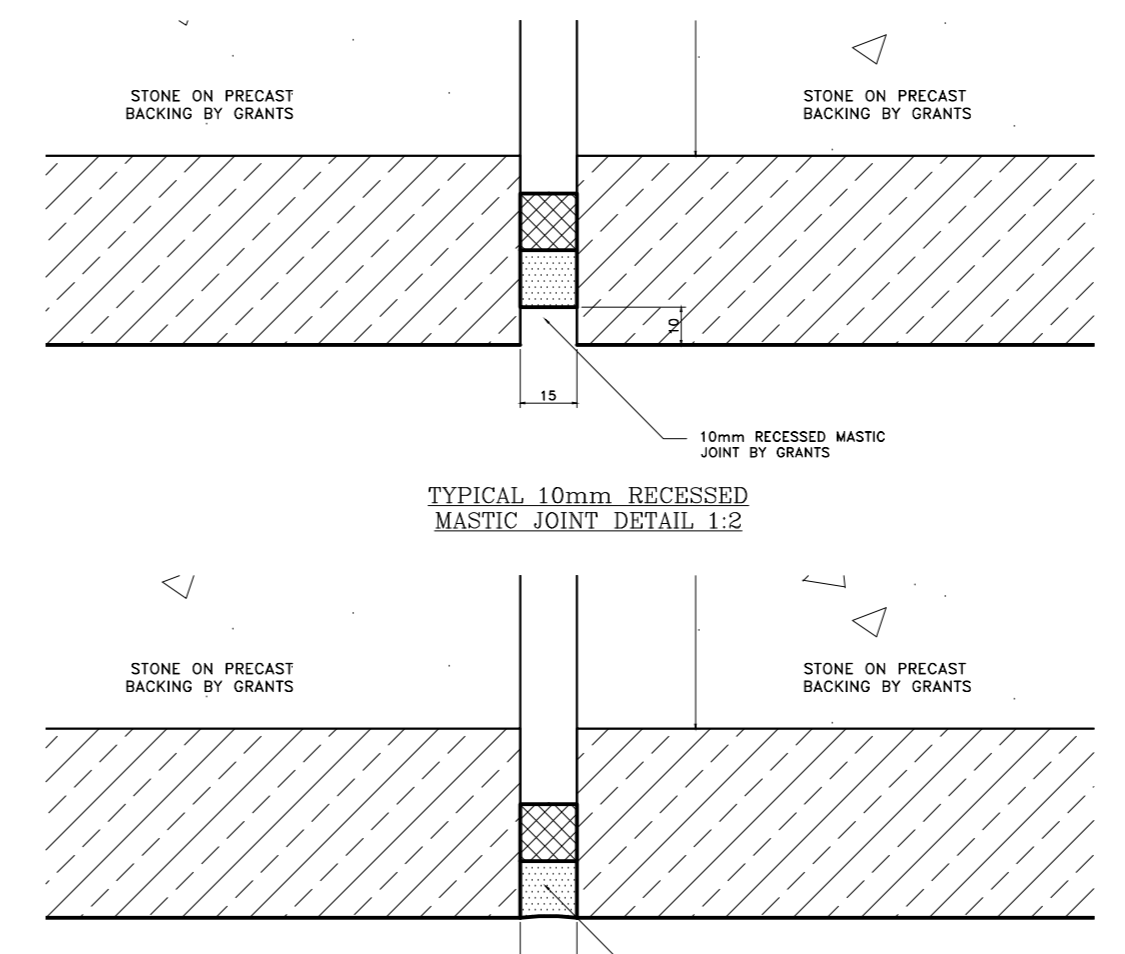 STONE ON PRECAST
BACKING BY GRANTS
STONE ON PRECAST
BACKING BY GRANTS
10
15
10mm RECESSED MASTIC
JOINT BY GRANTS
TYPICAL 10mm RECESSED
MASTIC JOINT DETAIL 1:2
STONE ON PRECAST
BACKING BY GRANTS
STONE ON PRECAST
BACKING BY GRANTS